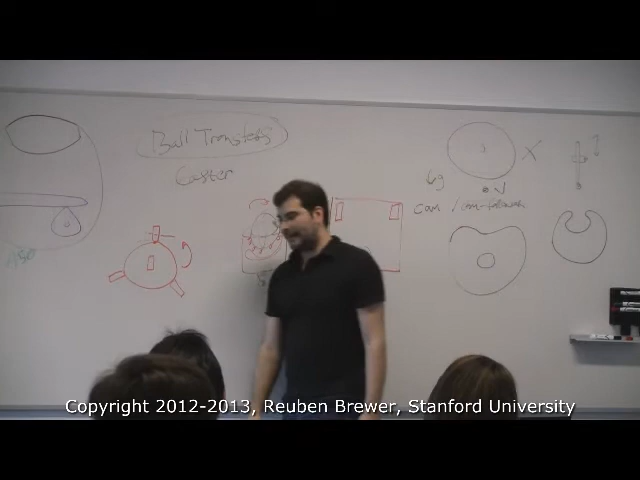 Ball Transfers
Caster
cam / cam-follower
Copyright 2012-2013, Reuben Brewer, Stanford University